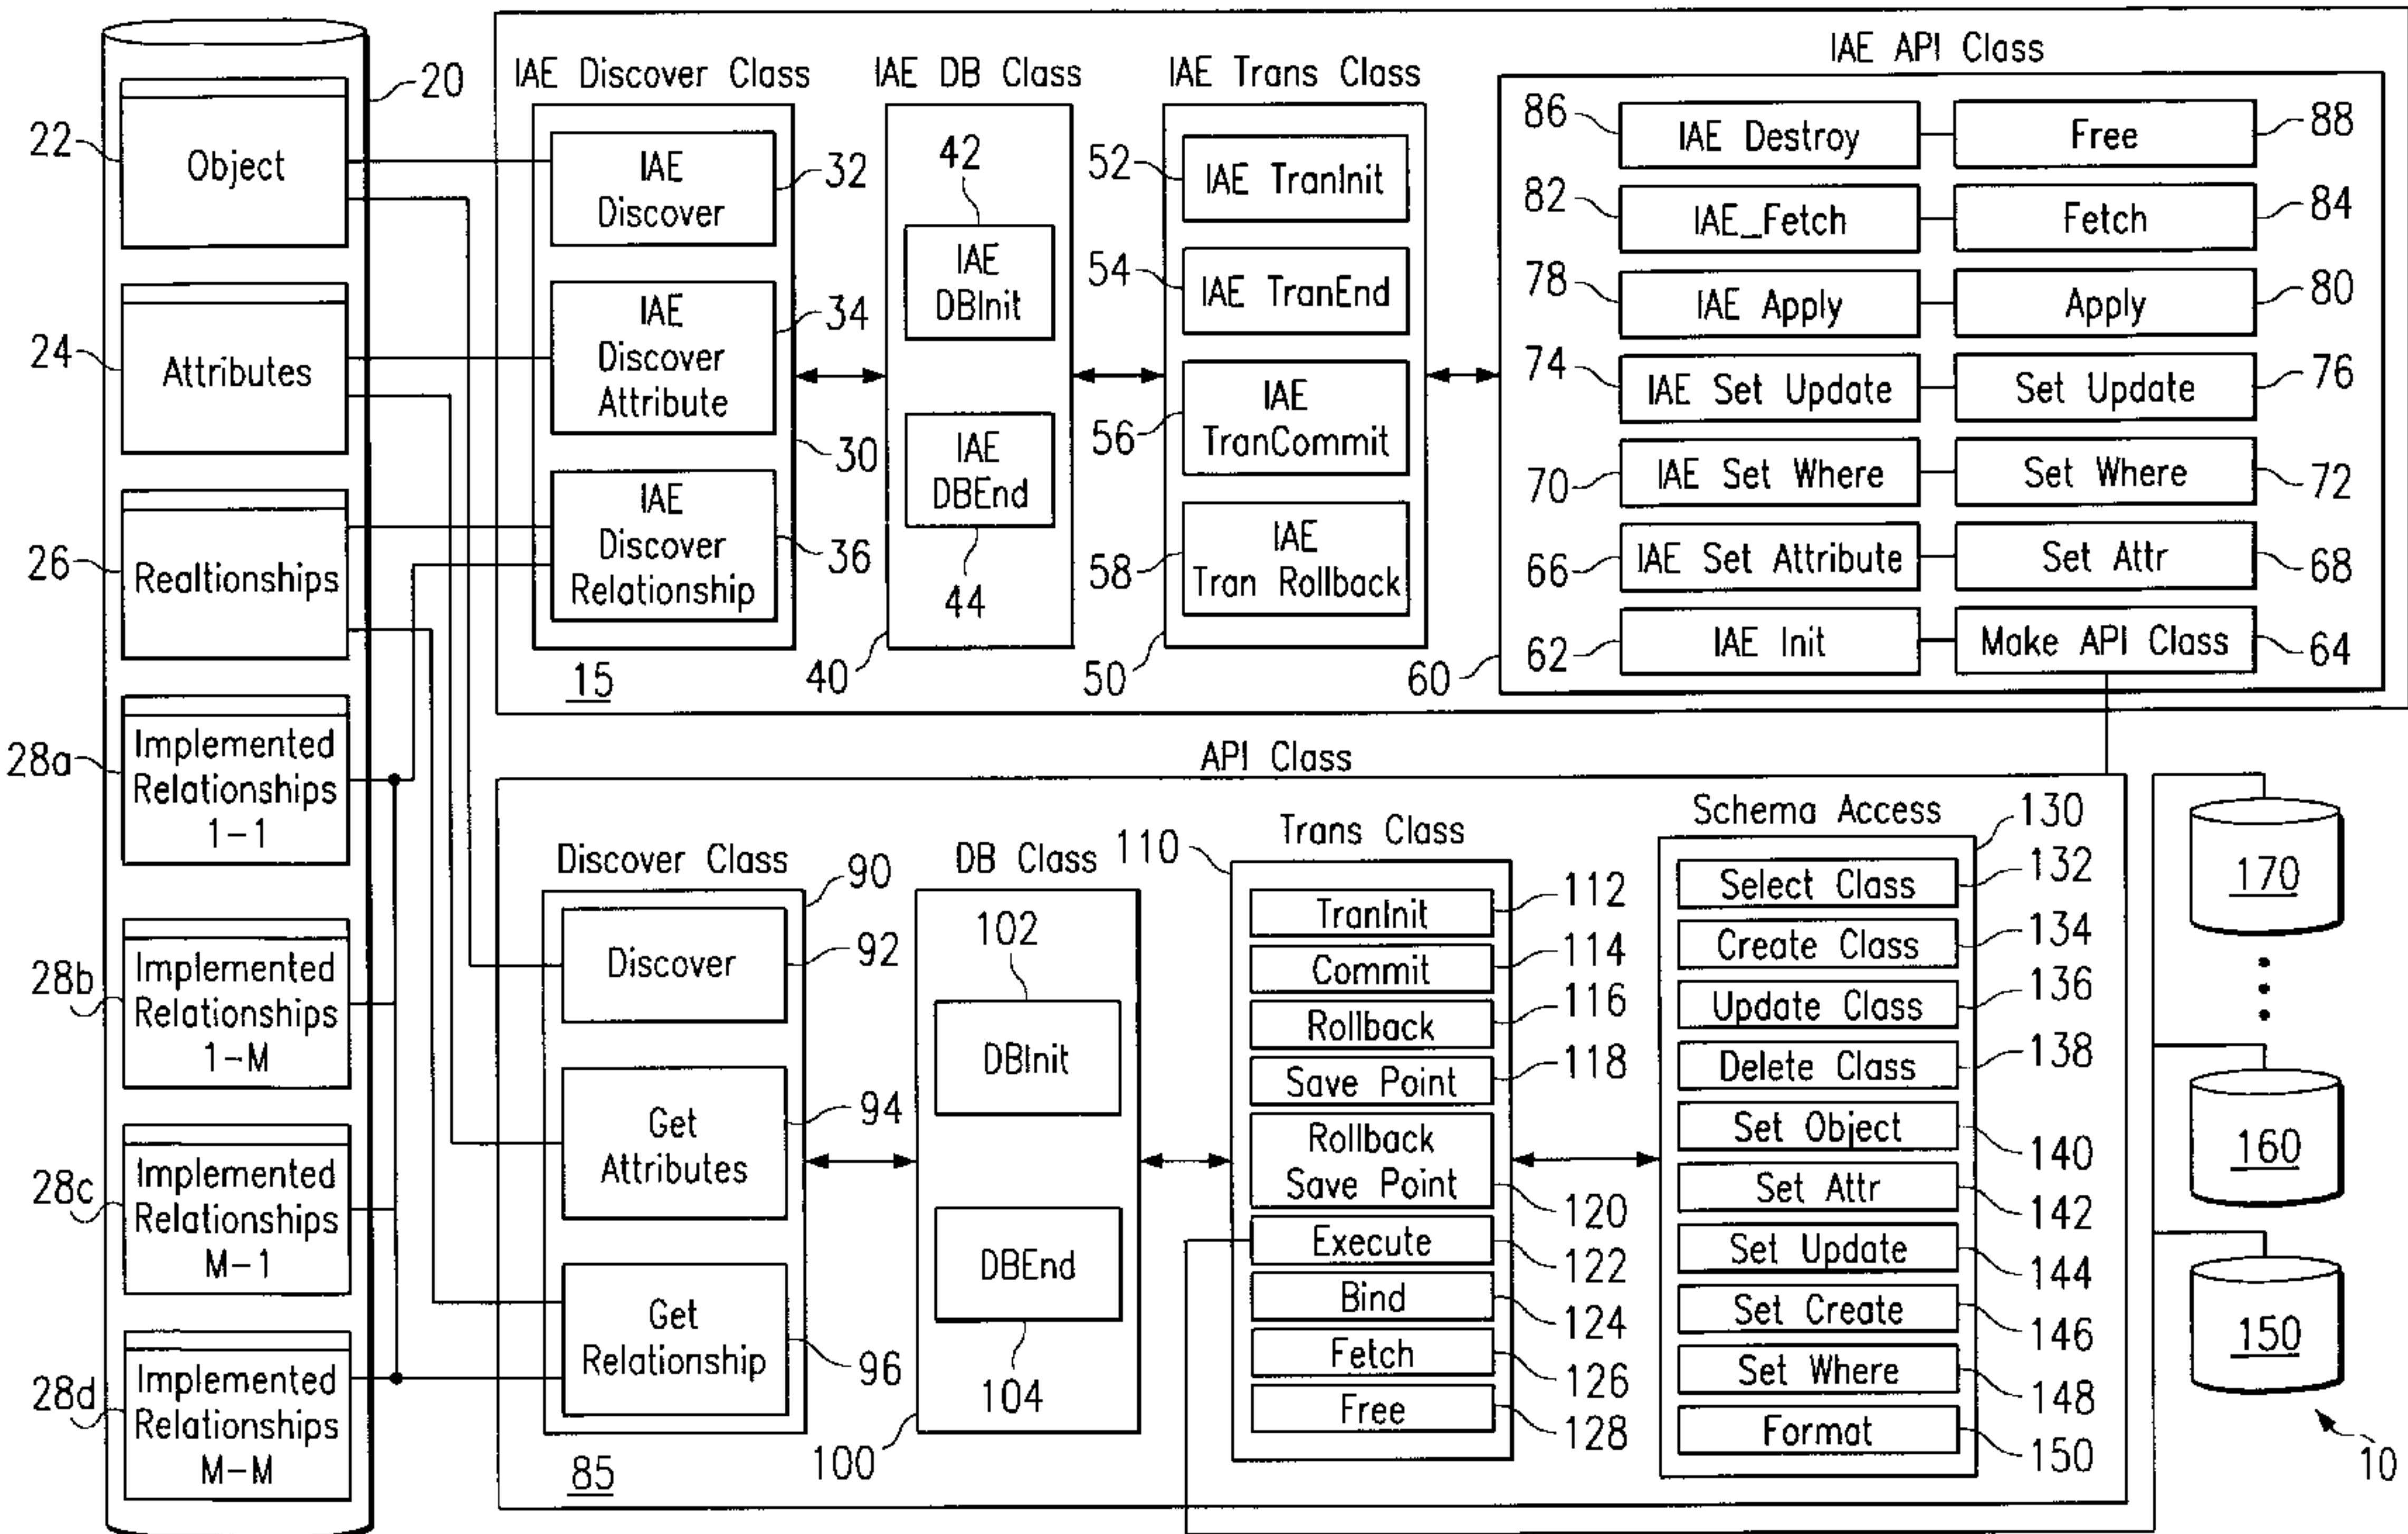 20
22
Object
24
Attributes
26
Realtionships
28a
Implemented
Relationships
1-1
28b
Implemented
Relationships
1-M
28c
Implemented
Relationships
M-1
28d
Implemented
Relationships
M-M
IAE Discover Class
IAE
Discover
32
IAE
Discover
Attribute
34
30
IAE
Discover
Relationship
36
15
IAE DB Class
42
IAE
DBInit
IAE
DBEnd
44
40
IAE Trans Class
52
IAE TranInit
54
IAE TranEnd
56
IAE
TranCommit
58
IAE
Tran Rollback
50
IAE API Class
86 IAE Destroy Free 88
82 IAE_Fetch Fetch 84
78 IAE Apply Apply 80
74 IAE Set Update Set Update 76
70 IAE Set Where Set Where 72
66 IAE Set Attribute Set Attr 68
62 IAE Init Make API Class 64
60
API Class
Discover Class
90
Discover
92
Get
Attributes
94
Get
Relationship
96
85
DB Class
102
DBInit
DBEnd
104
100
Trans Class
110
TranInit 112
Commit 114
Rollback 116
Save Point 118
Rollback
Save Point
120
Execute 122
Bind 124
Fetch 126
Free 128
Schema Access
130
Select Class 132
Create Class 134
Update Class 136
Delete Class 138
Set Object 140
Set Attr 142
Set Update 144
Set Create 146
Set Where 148
Format 150
170
160
150
10